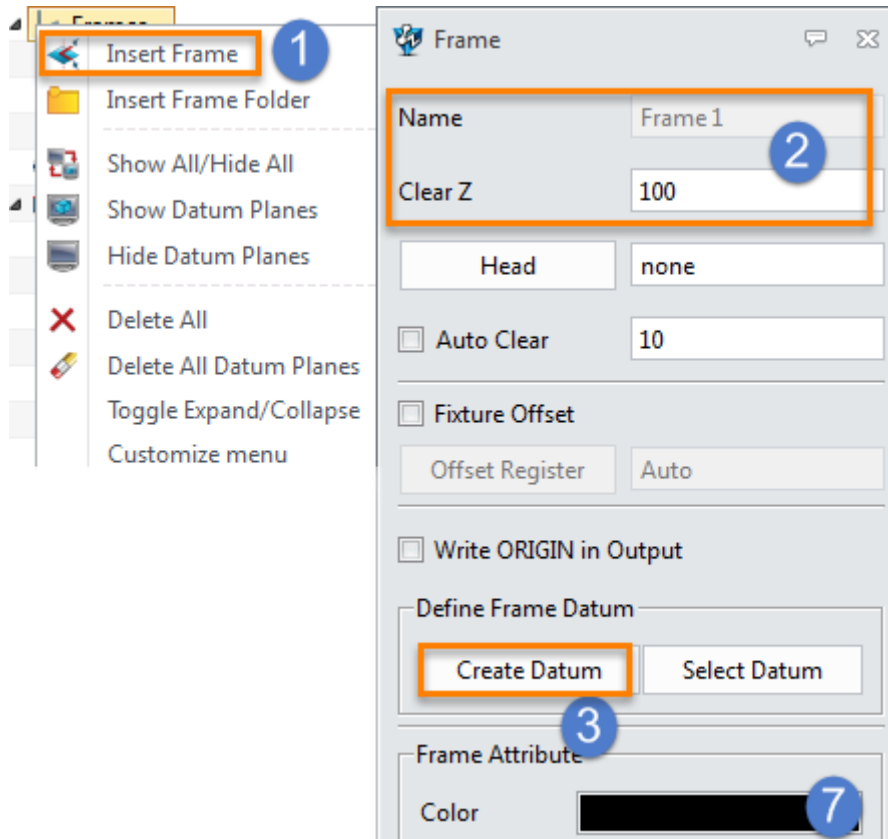 Frames
Insert Frame 1
Insert Frame Folder
Show All/Hide All
Show Datum Planes
Hide Datum Planes
Delete All
Delete All Datum Planes
Toggle Expand/Collapse
Customize menu
Frame
Name Frame 1 2
Clear Z 100
Head none
Auto Clear 10
Fixture Offset
Offset Register Auto
Write ORIGIN in Output
Define Frame Datum
Create Datum Select Datum
3
Frame Attribute
Color 7